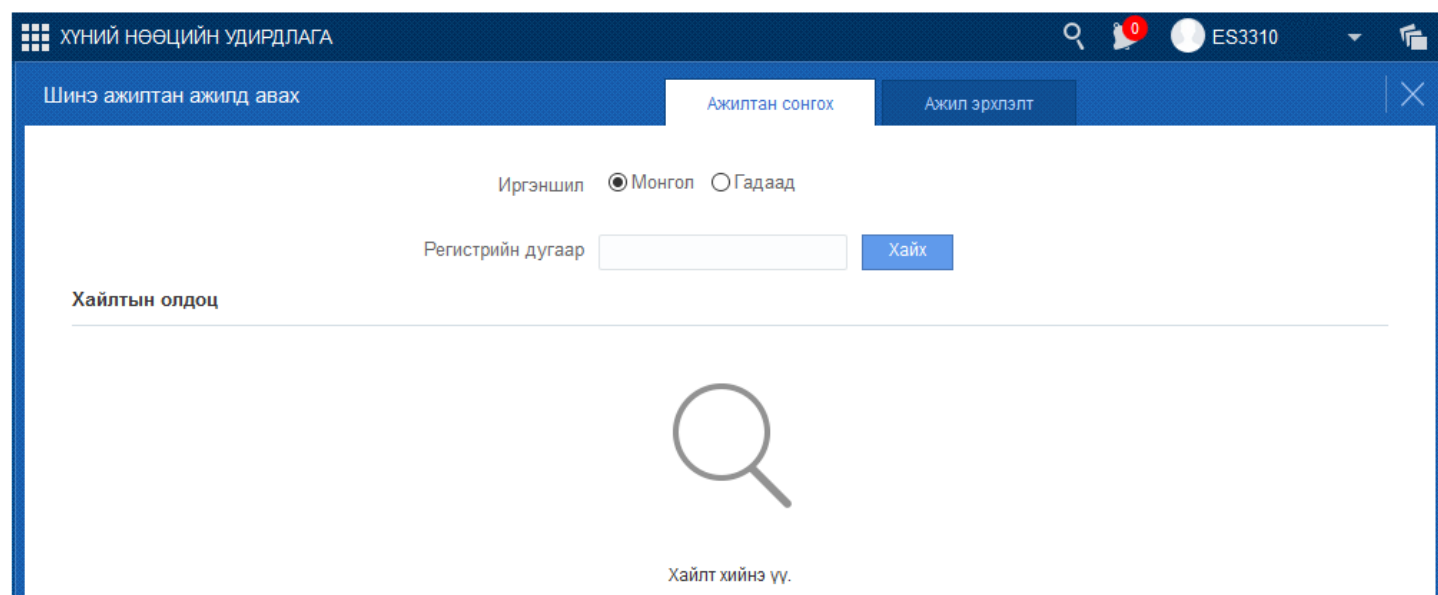 ХҮНИЙ НӨӨЦИЙН УДИРДЛАГА
0
ES3310
Шинэ ажилтан ажилд авах
Ажилтан сонгох
Ажил эрхлэлт
Иргэншил
Монгол
Гадаад
Регистрийн дугаар
Хайх
Хайлтын олдоц
Хайлт хийнэ үү.